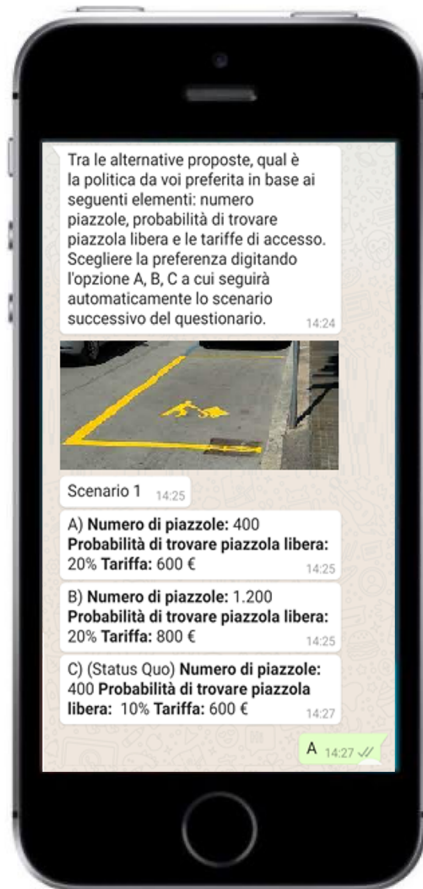 Tra le alternative proposte, qual è
la politica da voi preferita in base ai
seguenti elementi: numero
piazzole, probabilità di trovare
piazzola libera e le tariffe di accesso.
Scegliere la preferenza digitando
l'opzione A, B, C a cui seguirà
automaticamente lo scenario
successivo del questionario.
14:24
Scenario 1 14:25
A) Numero di piazzole: 400
Probabilità di trovare piazzola libera:
20% Tariffa: 600 €
14:25
B) Numero di piazzole: 1.200
Probabilità di trovare piazzola libera:
20% Tariffa: 800 €
14:25
C) (Status Quo) Numero di piazzole:
400 Probabilità di trovare piazzola
libera: 10% Tariffa: 600 €
14:27
A 14:27